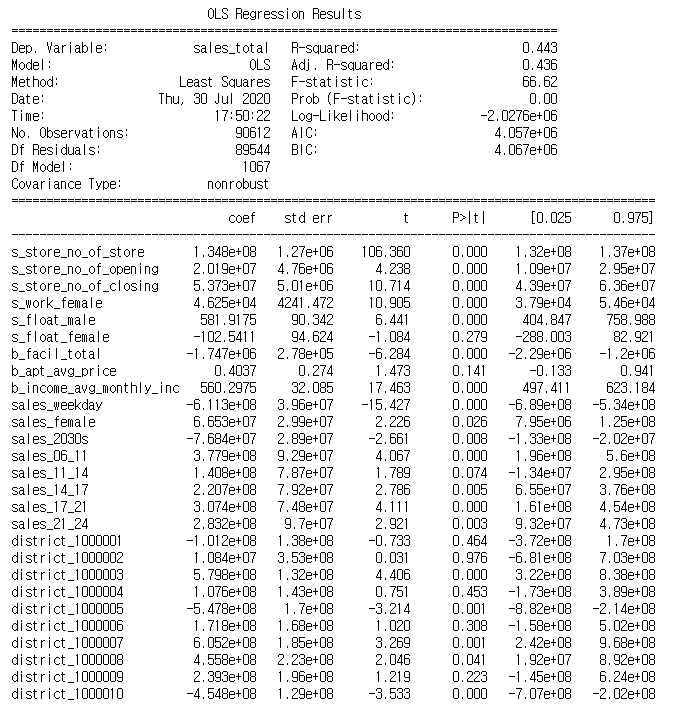 OLS Regression Results
==============================================================================
Dep. Variable: sales_total R-squared: 0.443
Model: OLS Adj. R-squared: 0.436
Method: Least Squares F-statistic: 66.62
Date: Thu, 30 Jul 2020 Prob (F-statistic): 0.00
Time: 17:50:22 Log-Likelihood: -2.0276e+06
No. Observations: 90612 AIC: 4.057e+06
Df Residuals: 89544 BIC: 4.067e+06
Df Model: 1067
Covariance Type: nonrobust
==============================================================================
coef std err t P>|t| [0.025 0.975]
------------------------------------------------------------------------------
s_store_no_of_store 1.348e+08 1.27e+06 106.360 0.000 1.32e+08 1.37e+08
s_store_no_of_opening 2.019e+07 4.76e+06 4.238 0.000 1.09e+07 2.95e+07
s_store_no_of_closing 5.373e+07 5.01e+06 10.714 0.000 4.39e+07 6.36e+07
s_work_female 4.625e+04 4241.472 10.905 0.000 3.79e+04 5.46e+04
s_float_male 581.9175 90.342 6.441 0.000 404.847 758.988
s_float_female -102.5411 94.624 -1.084 0.279 -288.003 82.921
b_facil_total -1.747e+06 2.78e+05 -6.284 0.000 -2.29e+06 -1.2e+06
b_apt_avg_price 0.4037 0.274 1.473 0.141 -0.133 0.941
b_income_avg_monthly_inc 560.2975 32.085 17.463 0.000 497.411 623.184
sales_weekday -6.113e+08 3.96e+07 -15.427 0.000 -6.89e+08 -5.34e+08
sales_female 6.653e+07 2.99e+07 2.226 0.026 7.95e+06 1.25e+08
sales_2030s -7.684e+07 2.89e+07 -2.661 0.008 -1.33e+08 -2.02e+07
sales_06_11 3.779e+08 9.29e+07 4.067 0.000 1.96e+08 5.6e+08
sales_11_14 1.408e+08 7.87e+07 1.789 0.074 -1.34e+07 2.95e+08
sales_14_17 2.207e+08 7.92e+07 2.786 0.005 6.55e+07 3.76e+08
sales_17_21 3.074e+08 7.48e+07 4.111 0.000 1.61e+08 4.54e+08
sales_21_24 2.832e+08 9.7e+07 2.921 0.003 9.32e+07 4.73e+08
district_1000001 -1.012e+08 1.38e+08 -0.733 0.464 -3.72e+08 1.7e+08
district_1000002 1.084e+07 3.53e+08 0.031 0.976 -6.81e+08 7.03e+08
district_1000003 5.798e+08 1.32e+08 4.406 0.000 3.22e+08 8.38e+08
district_1000004 1.076e+08 1.43e+08 0.751 0.453 -1.73e+08 3.89e+08
district_1000005 -5.478e+08 1.7e+08 -3.214 0.001 -8.82e+08 -2.14e+08
district_1000006 1.718e+08 1.68e+08 1.020 0.308 -1.58e+08 5.02e+08
district_1000007 6.052e+08 1.85e+08 3.269 0.001 2.42e+08 9.68e+08
district_1000008 4.558e+08 2.23e+08 2.046 0.041 1.92e+07 8.92e+08
district_1000009 2.393e+08 1.96e+08 1.219 0.223 -1.45e+08 6.24e+08
district_1000010 -4.548e+08 1.29e+08 -3.533 0.000 -7.07e+08 -2.02e+08